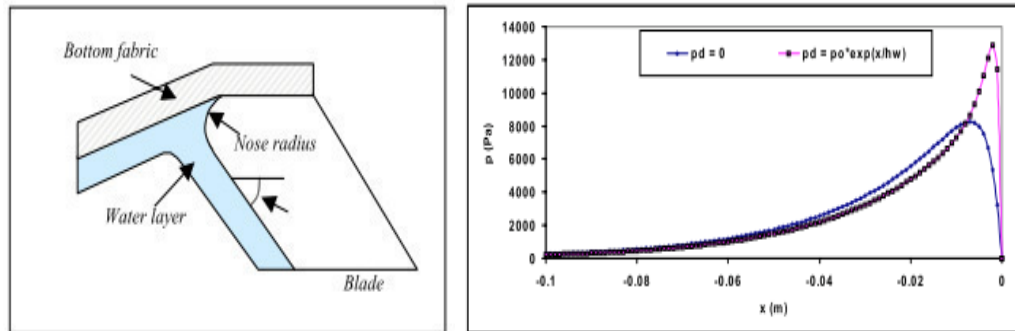 Bottom fabric
Nose radius
Water layer
Blade
14000
12000
10000
8000
6000
4000
2000
0
p (Pa)
pd = 0
pd = po*exp(x/hw)
-0.1
-0.08
-0.06
-0.04
-0.02
0
x (m)